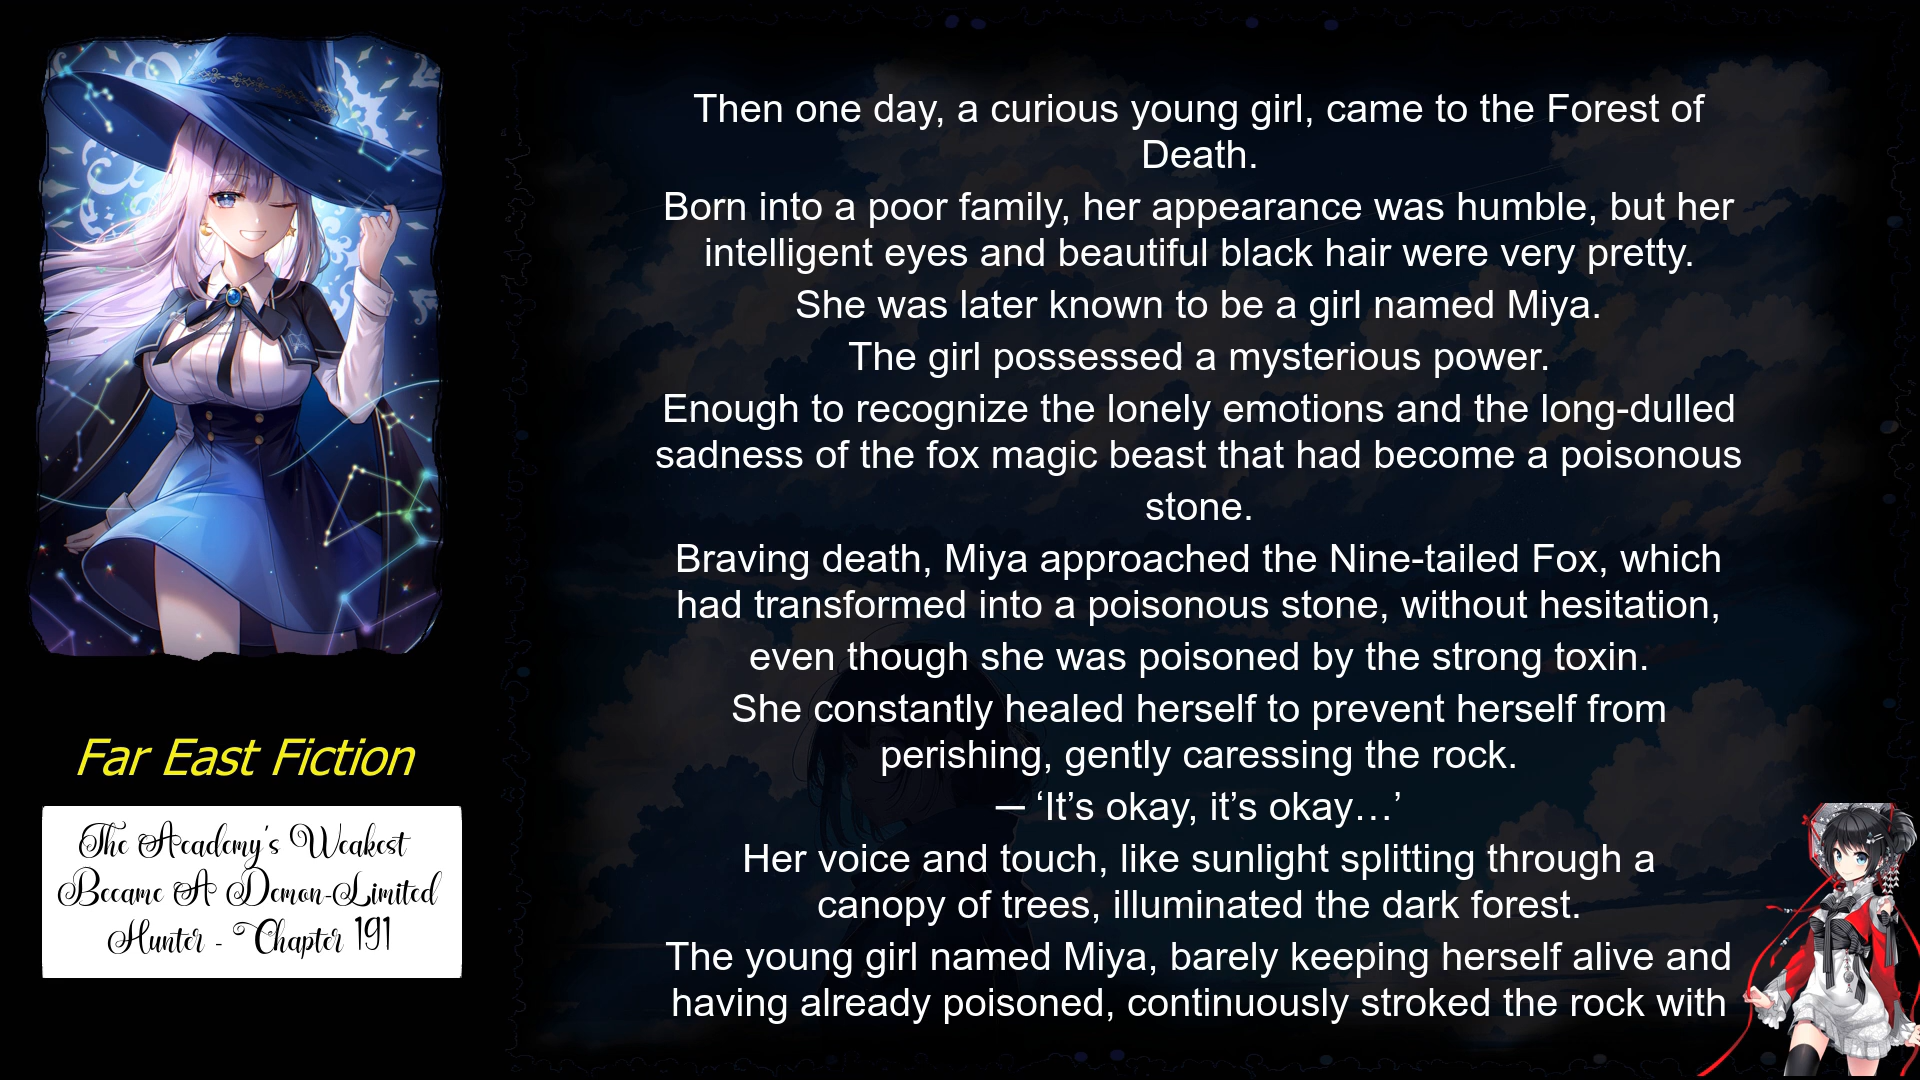 Then one day, a curious young girl, came to the Forest of
Death.
Born into a poor family, her appearance was humble, but her
intelligent eyes and beautiful black hair were very pretty.
She was later known to be a girl named Miya.
The girl possessed a mysterious power.
Enough to recognize the lonely emotions and the long-dulled
sadness of the fox magic beast that had become a poisonous
stone.
Braving death, Miya approached the Nine-tailed Fox, which
had transformed into a poisonous stone, without hesitation,
even though she was poisoned by the strong toxin.
She constantly healed herself to prevent herself from
perishing, gently caressing the rock.
─ ‘It’s okay, it’s okay…’
Her voice and touch, like sunlight splitting through a
canopy of trees, illuminated the dark forest.
The young girl named Miya, barely keeping herself alive and
having already poisoned, continuously stroked the rock with
Far East Fiction
The Academy's Weakest
Became A Demon-Limited
Hunter - Chapter 191